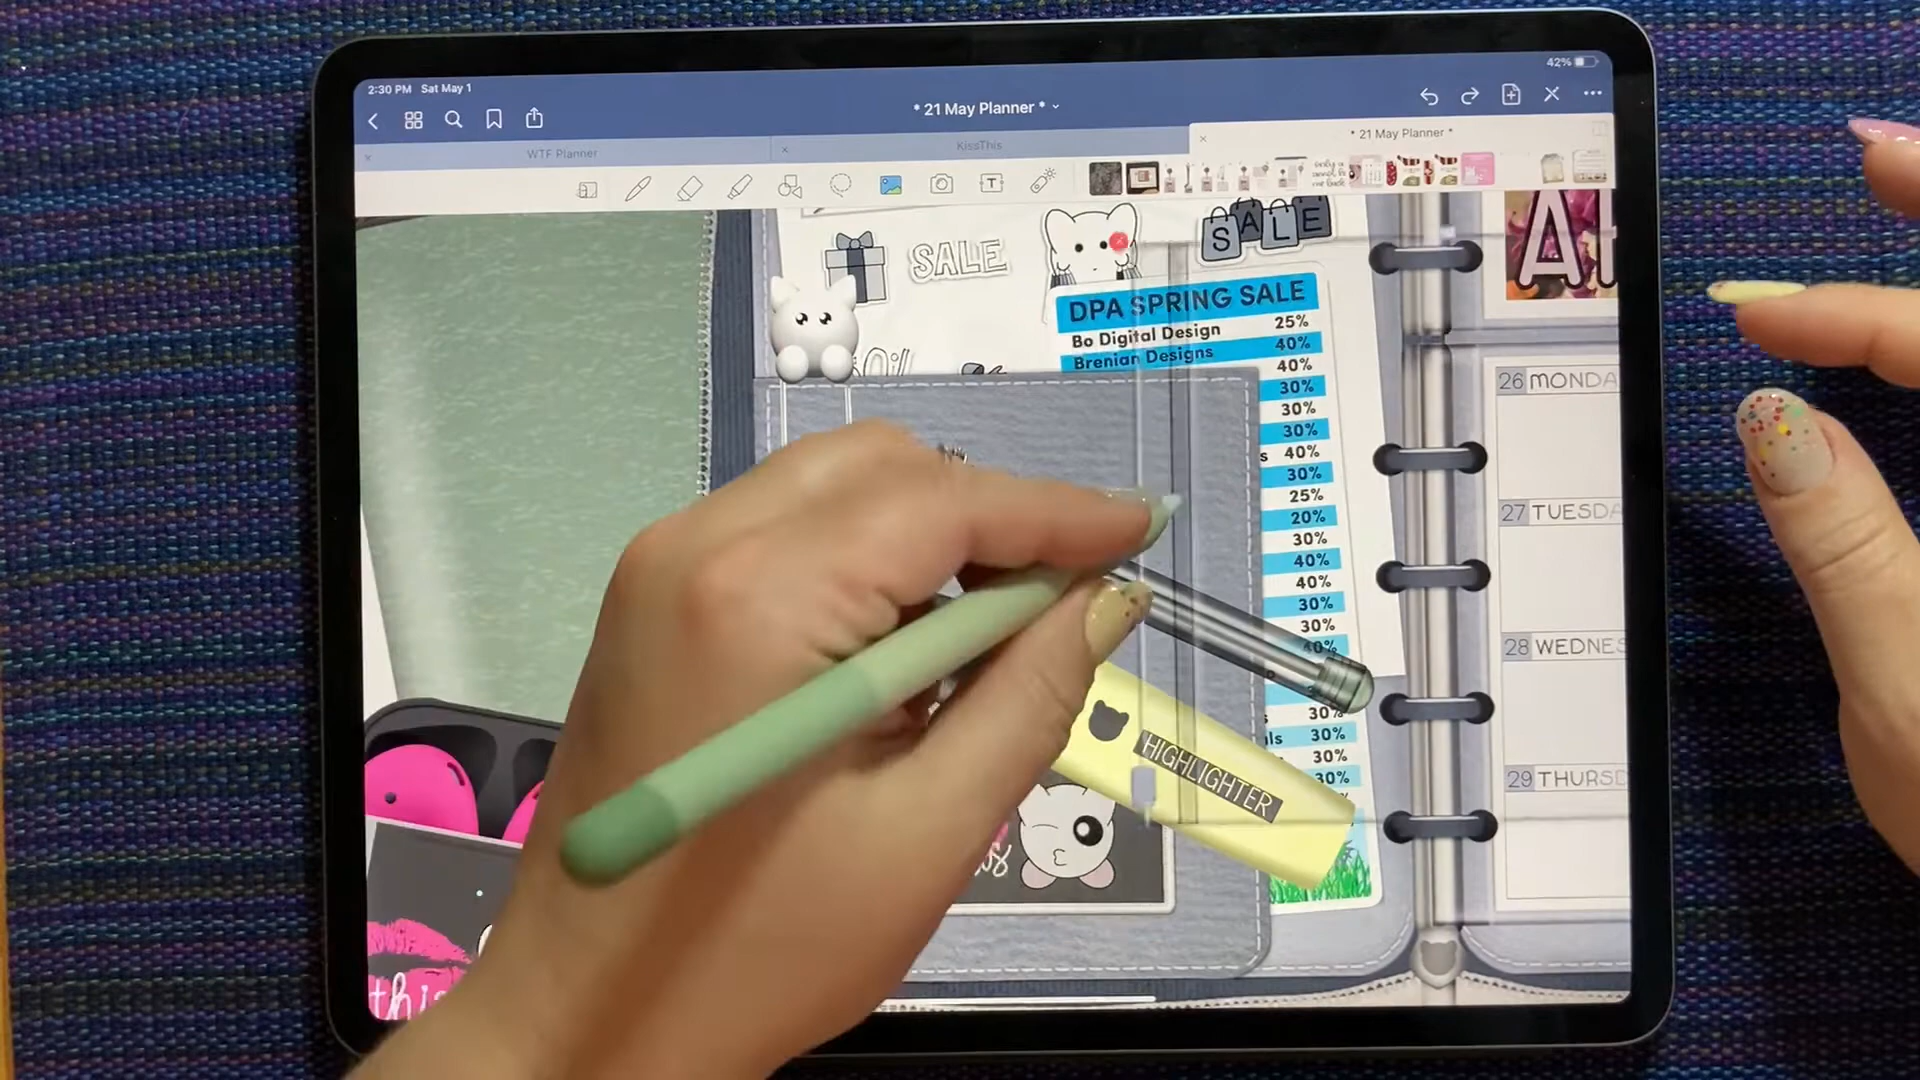 2:30 PM Sat May 1
42%
* 21 May Planner *
WTF Planner
KissThis
* 21 May Planner *
T
SALE
SALE
DPA SPRING SALE
Bo Digital Design 25%
Brenian Designs 40%
40%
30%
30%
30%
s 40%
30%
25%
20%
30%
40%
40%
30%
30%
40%
30%
30%
30%
30%
26 MONDA
27 TUESDA
28 WEDNES
29 THURSD
HIGHLIGHTER